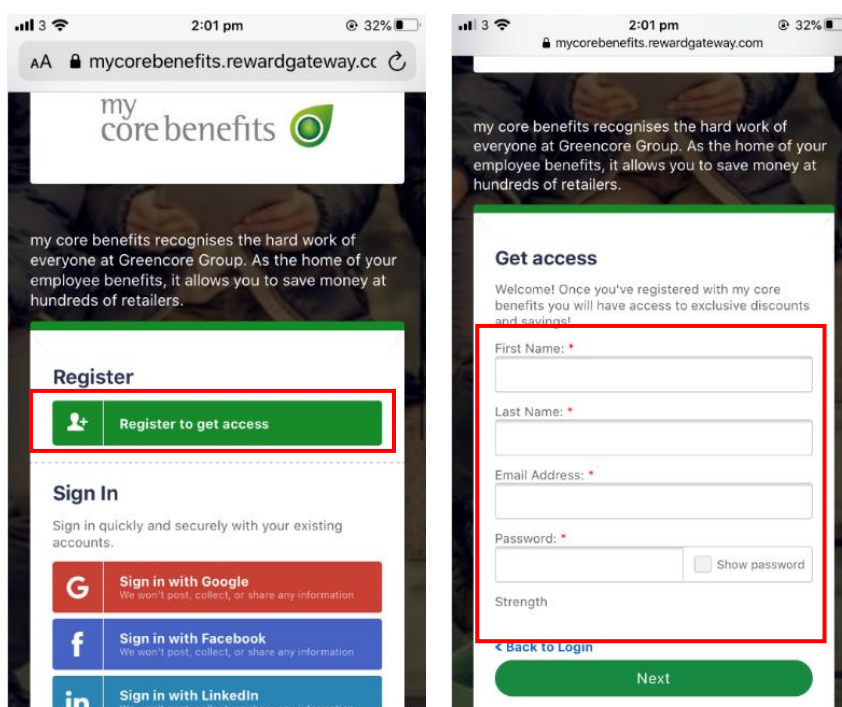 3
2:01 pm
32%
AA mycorebenefits.rewardgateway.cc
my
core benefits
my core benefits recognises the hard work of
everyone at Greencore Group. As the home of your
employee benefits, it allows you to save money at
hundreds of retailers.
Register
Register to get access
Sign In
Sign in quickly and securely with your existing
accounts.
G
Sign in with Google
We won't post, collect, or share any information
f
Sign in with Facebook
We won't post, collect, or share any information
in
Sign in with LinkedIn
3
2:01 pm
32%
mycorebenefits.rewardgateway.com
my core benefits recognises the hard work of
everyone at Greencore Group. As the home of your
employee benefits, it allows you to save money at
hundreds of retailers.
Get access
Welcome! Once you've registered with my core
benefits you will have access to exclusive discounts
and savings!
First Name: *
Last Name: *
Email Address: *
Password: *
Show password
Strength
< Back to Login
Next